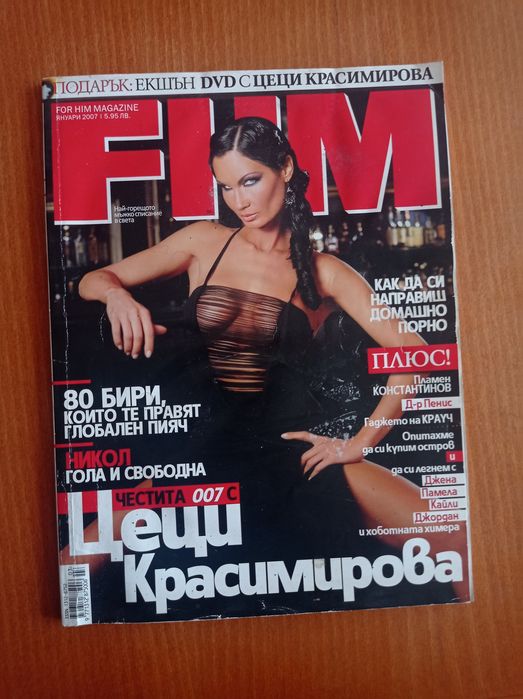 ПОДАРЪК: ЕКШЪН DVD С ЦЕЦИ КРАСИМИРОВА
FOR HIM MAGAZINE
ЯНУАРИ 2007 | 5.95 ЛВ.
FHM
Най-горещото
мъжко списание
в света
КАК ДА СИ
НАПРАВИШ
ДОМАШНО
ПОРНО
ПЛЮС!
Пламен
КОНСТАНТИНОВ
Д-р Пенис
Гаджето на КРАУЧ
Опитахме
да си купим остров
и
да си легнем с
Джена
Памела
Кайли
Джордан
и хоботната химера
80 БИРИ,
КОИТО ТЕ ПРАВЯТ
ГЛОБАЛЕН ПИЯЧ
НИКОЛ
ГОЛА И СВОБОДНА
ЧЕСТИТА 007 С
Цеци
Красимирова